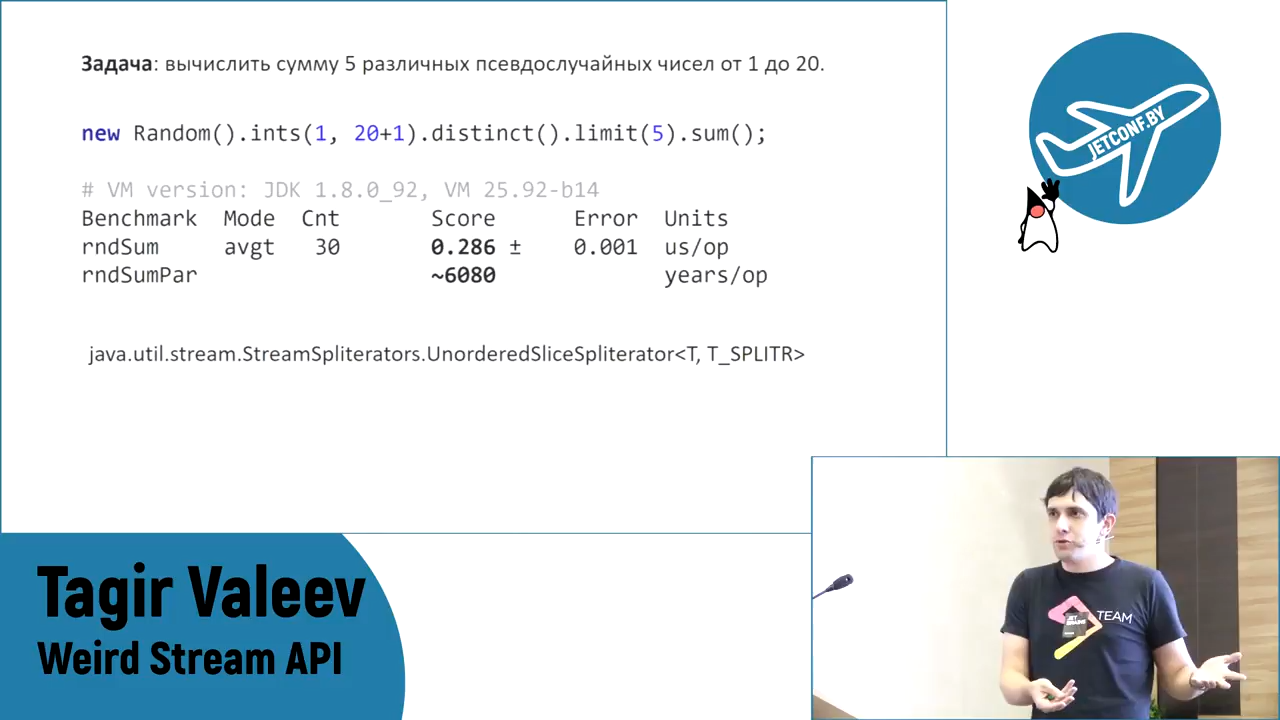 Задача: вычислить сумму 5 различных псевдослучайных чисел от 1 до 20.
new Random().ints(1, 20+1).distinct().limit(5).sum();
# VM version: JDK 1.8.0_92, VM 25.92-b14
Benchmark Mode Cnt Score Error Units
rndSum avgt 30 0.286 ± 0.001 us/op
rndSumPar ~6080 years/op
java.util.stream.StreamSpliterators.UnorderedSliceSpliterator<T, T_SPLITR>
JETCONF.BY
Tagir Valeev
Weird Stream API
JET
BRAINS
TEAM